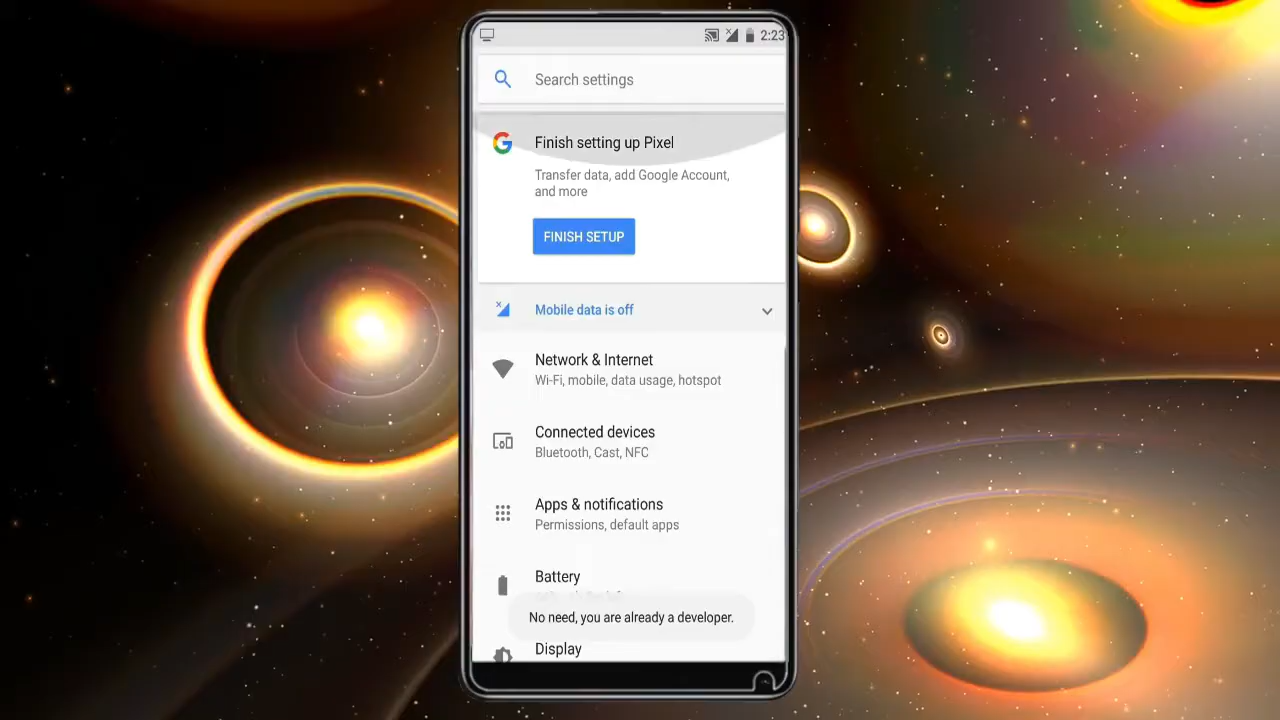 2:23
Search settings
Finish setting up Pixel
Transfer data, add Google Account,
and more
FINISH SETUP
Mobile data is off
Network & Internet
Wi-Fi, mobile, data usage, hotspot
Connected devices
Bluetooth, Cast, NFC
Apps & notifications
Permissions, default apps
Battery
No need, you are already a developer.
Display